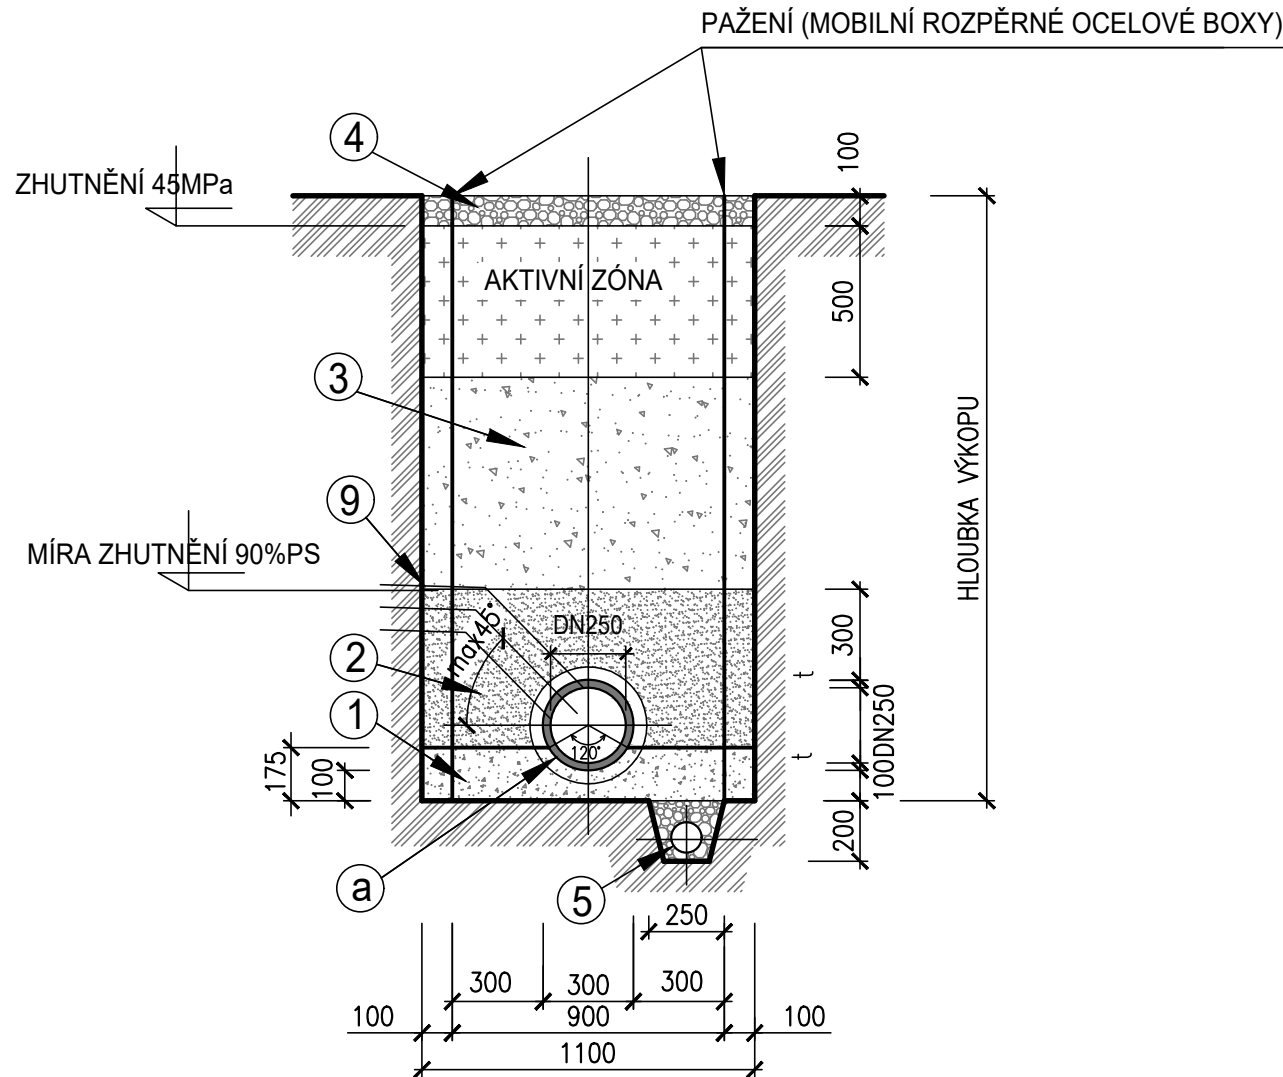 PAŽENÍ (MOBILNÍ ROZPĚRNÉ OCELOVÉ BOXY)
4
100
ZHUTNĚNÍ 45MPa
AKTIVNÍ ZÓNA
500
3
HLOUBKA VÝKOPU
9
MÍRA ZHUTNĚNÍ 90%PS
max45°
DN250
300
2
t
1
120°
DN250
t
175
100
100
200
a
5
250
300
300
300
100
900
100
1100